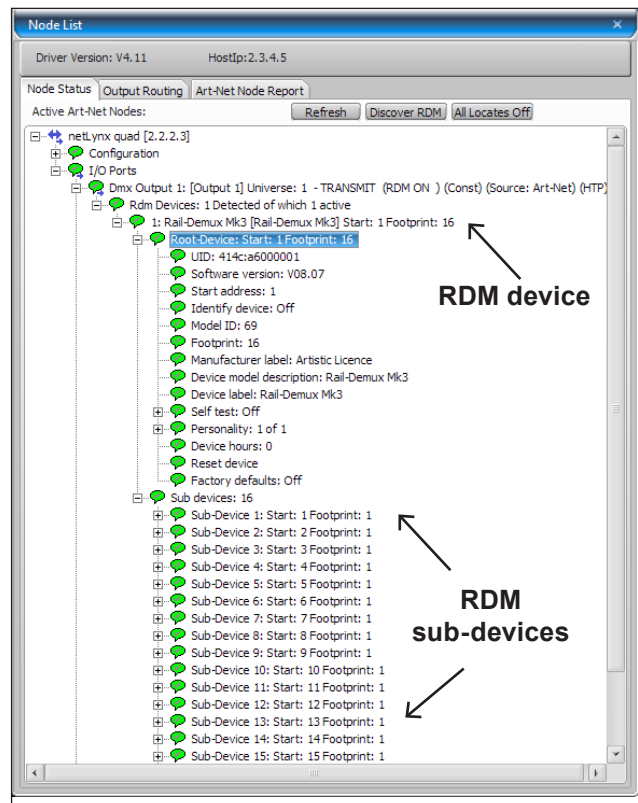 Node List
Driver Version: V4.11 HostIp:2.3.4.5
Node Status Output Routing Art-Net Node Report
Active Art-Net Nodes: Refresh Discover RDM All Locates Off
netLynx quad [2.2.2.3]
Configuration
I/O Ports
Dmx Output 1: [Output 1] Universe: 1 - TRANSMIT (RDM ON ) (Const) (Source: Art-Net) (HTP)
Rdm Devices: 1 Detected of which 1 active
1: Rail-Demux Mk3 [Rail-Demux Mk3] Start: 1 Footprint: 16
Root-Device: Start: 1 Footprint: 16
UID: 414c:a6000001
Software version: V08.07
Start address: 1
RDM device
Identify device: Off
Model ID: 69
Footprint: 16
Manufacturer label: Artistic Licence
Device model description: Rail-Demux Mk3
Device label: Rail-Demux Mk3
Self test: Off
Personality: 1 of 1
Device hours: 0
Reset device
Factory defaults: Off
Sub devices: 16
Sub-Device 1: Start: 1 Footprint: 1
Sub-Device 2: Start: 2 Footprint: 1
Sub-Device 3: Start: 3 Footprint: 1
Sub-Device 4: Start: 4 Footprint: 1
Sub-Device 5: Start: 5 Footprint: 1
Sub-Device 6: Start: 6 Footprint: 1
RDM
sub-devices
Sub-Device 7: Start: 7 Footprint: 1
Sub-Device 8: Start: 8 Footprint: 1
Sub-Device 9: Start: 9 Footprint: 1
Sub-Device 10: Start: 10 Footprint: 1
Sub-Device 11: Start: 11 Footprint: 1
Sub-Device 12: Start: 12 Footprint: 1
Sub-Device 13: Start: 13 Footprint: 1
Sub-Device 14: Start: 14 Footprint: 1
Sub-Device 15: Start: 15 Footprint: 1